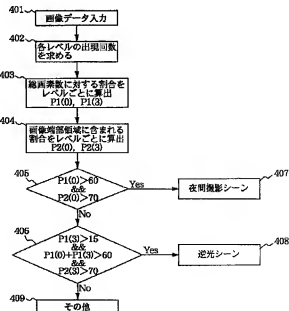 401
画像データ入力
402
各レベルの出現回数
を求める
403
総画素数に対する割合を
レベルごとに算出
P1(0), P1(3)
404
画像端部領域に含まれる
割合をレベルごとに算出
P2(0), P2(3)
405
P1(0)>60
&&
P2(0)>70
Yes
407
夜間撮影シーン
No
406
P1(3)>15
&&
P1(0)+P1(3)>60
&&
P2(3)>70
Yes
408
逆光シーン
No
409
その他